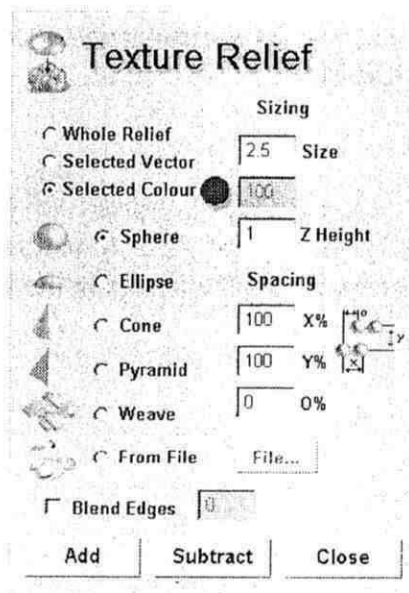 Texture Relief
Sizing
Whole Relief
Selected Vector
2.5 Size
Selected Colour 100
Sphere
1 Z Height
Ellipse
Spacing
Cone
100 X%
Pyramid
100 Y%
Weave
0 O%
From File
File...
Blend Edges 0
Add Subtract Close
o
y
x